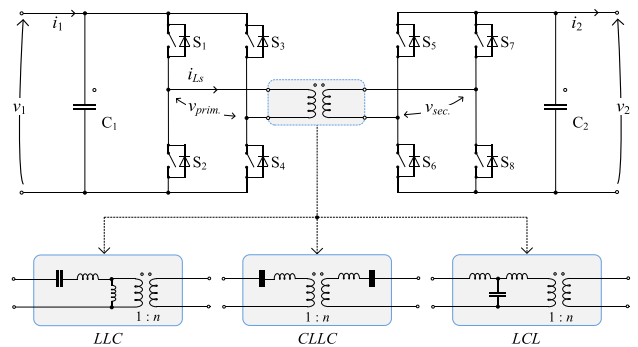 i1 S1 S3 S5 S7 i2
iLs
v1 C1 vprim. vsec. C2 v2
S2 S4 S6 S8
1 : n 1 : n 1 : n
LLC CLLC LCL